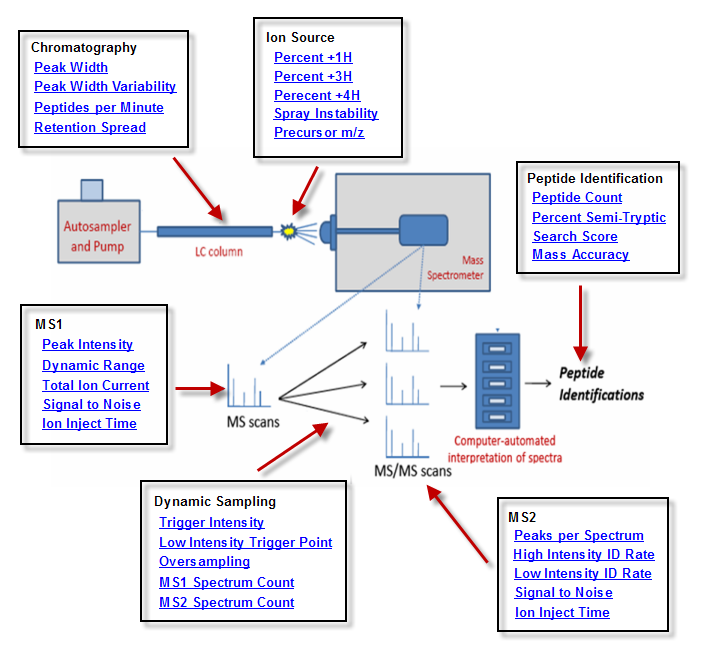 Chromatography
Peak Width
Peak Width Variability
Peptides per Minute
Retention Spread
Ion Source
Percent +1H
Percent +3H
Perecent +4H
Spray Instability
Precursor m/z
Peptide Identification
Peptide Count
Percent Semi-Tryptic
Search Score
Mass Accuracy
Autosampler
and Pump
LC column
Mass
Spectrometer
MS1
Peak Intensity
Dynamic Range
Total Ion Current
Signal to Noise
Ion Inject Time
MS scans
MS/MS scans
Computer-automated
interpretation of spectra
Peptide
Identifications
Dynamic Sampling
Trigger Intensity
Low Intensity Trigger Point
Oversampling
MS1 Spectrum Count
MS2 Spectrum Count
MS2
Peaks per Spectrum
High Intensity ID Rate
Low Intensity ID Rate
Signal to Noise
Ion Inject Time